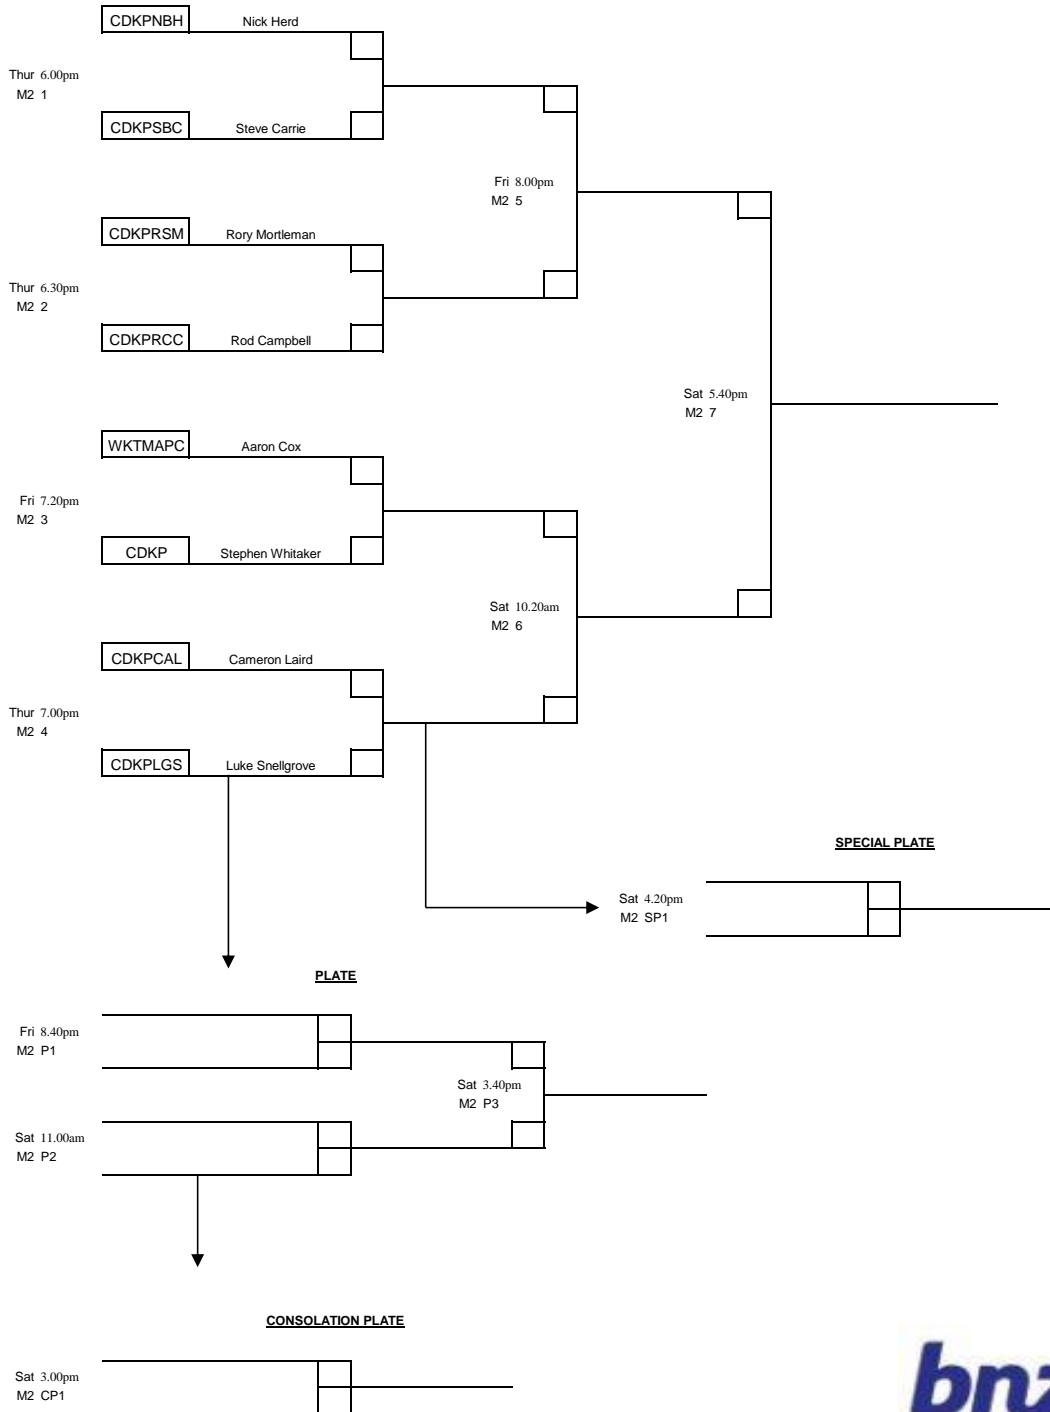 CDKPNBH Nick Herd
Thur 6.00pm
M2 1
CDKPSBC Steve Carrie
Fri 8.00pm
M2 5
CDKPRSM Rory Mortleman
Thur 6.30pm
M2 2
CDKPRCC Rod Campbell
Sat 5.40pm
M2 7
WKTMAPC Aaron Cox
Fri 7.20pm
M2 3
CDKP Stephen Whitaker
Sat 10.20am
M2 6
CDKPCAL Cameron Laird
Thur 7.00pm
M2 4
CDKPLGS Luke Snellgrove
SPECIAL PLATE
Sat 4.20pm
M2 SP1
PLATE
Fri 8.40pm
M2 P1
Sat 3.40pm
M2 P3
Sat 11.00am
M2 P2
CONSOLATION PLATE
Sat 3.00pm
M2 CP1
bnz